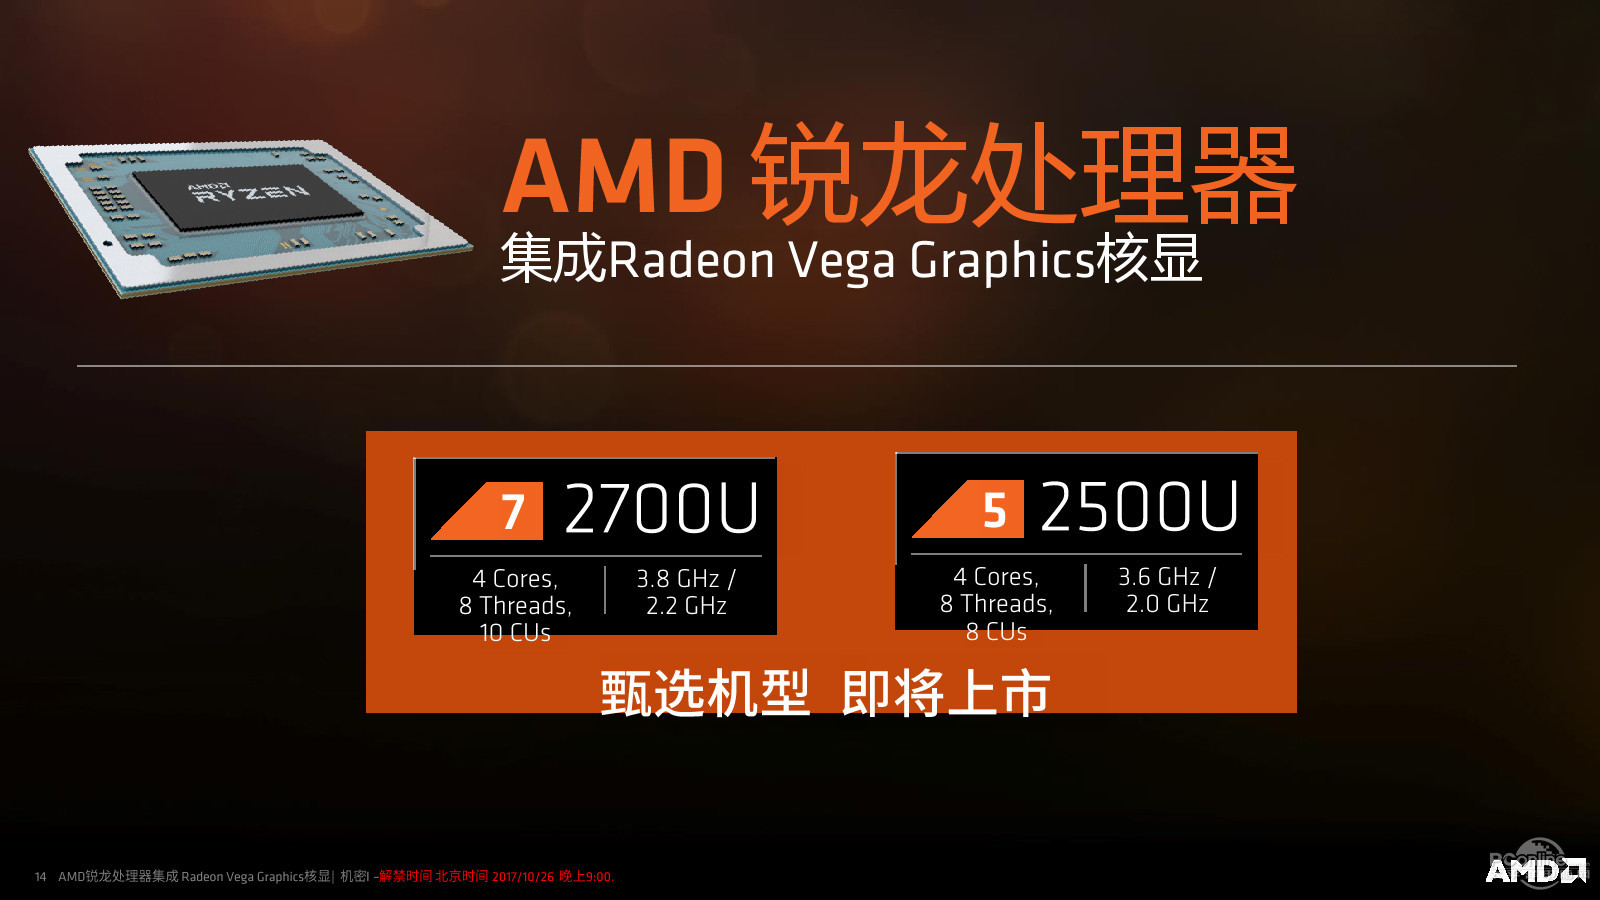 AMD 锐龙处理器
集成Radeon Vega Graphics核显
AMD
RYZEN
7 2700U
4 Cores,
8 Threads,
10 CUs
3.8 GHz /
2.2 GHz
5 2500U
4 Cores,
8 Threads,
8 CUs
3.6 GHz /
2.0 GHz
甄选机型 即将上市
14 AMD锐龙处理器集成 Radeon Vega Graphics核显| 机密I –解禁时间 北京时间 2017/10/26 晚上9:00.
PConline
AMD